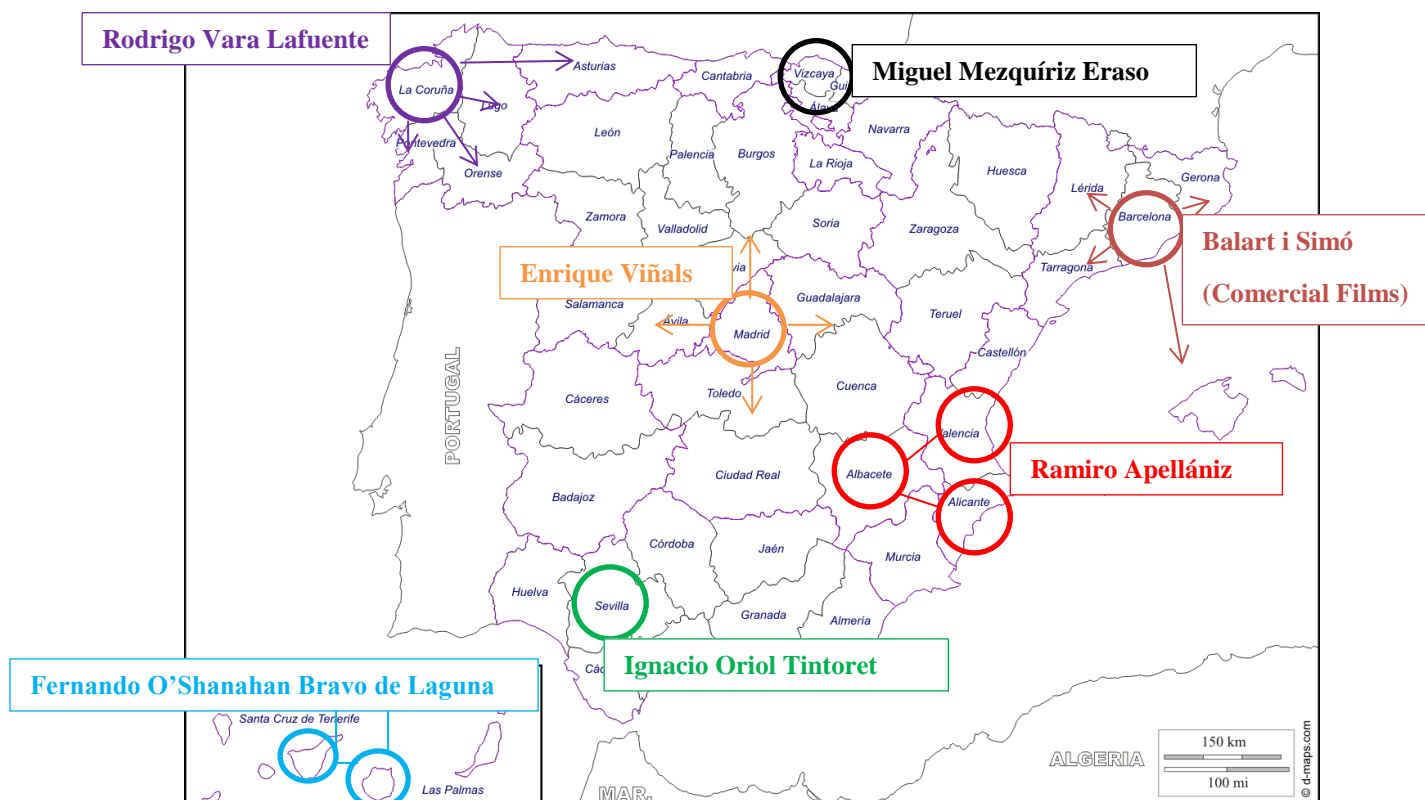 Rodrigo Vara Lafuente
Miguel Mezquíriz Eraso
La Coruña
Asturias
Cantabria
Vizcaya
Gui
Álava
Lugo
Pontevedra
Orense
León
Palencia
Burgos
Navarra
La Rioja
Huesca
Lérida
Gerona
Barcelona
Tarragona
Balart i Simó
(Comercial Films)
Zamora
Valladolid
Soria
Zaragoza
Enrique Viñals
via
Salamanca
Ávila
Madrid
Guadalajara
Teruel
Castellón
PORTUGAL
Cáceres
Toledo
Cuenca
Valencia
Badajoz
Ciudad Real
Albacete
Alicante
Ramiro Apellániz
Córdoba
Jaén
Murcia
Huelva
Sevilla
Granada
Almería
Các
Ignacio Oriol Tintoret
Fernando O’Shanahan Bravo de Laguna
Santa Cruz de Tenerife
Las Palmas
MAR.
ALGERIA
150 km
100 mi
© d-maps.com